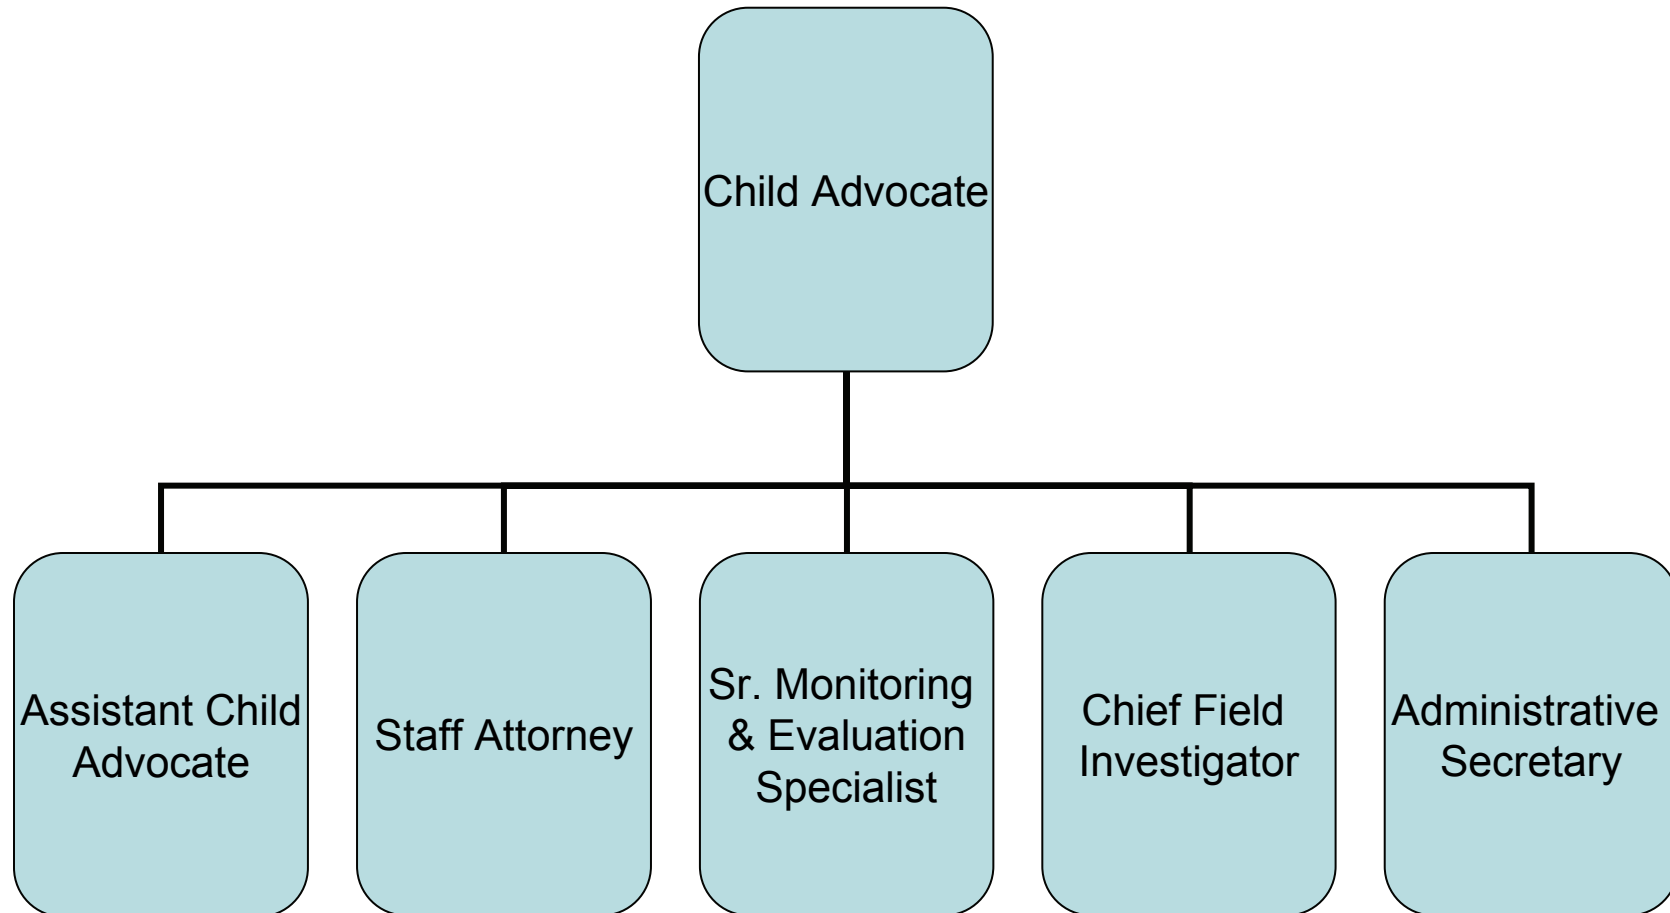 Child Advocate
Assistant Child
Advocate
Staff Attorney
Sr. Monitoring
& Evaluation
Specialist
Chief Field
Investigator
Administrative
Secretary